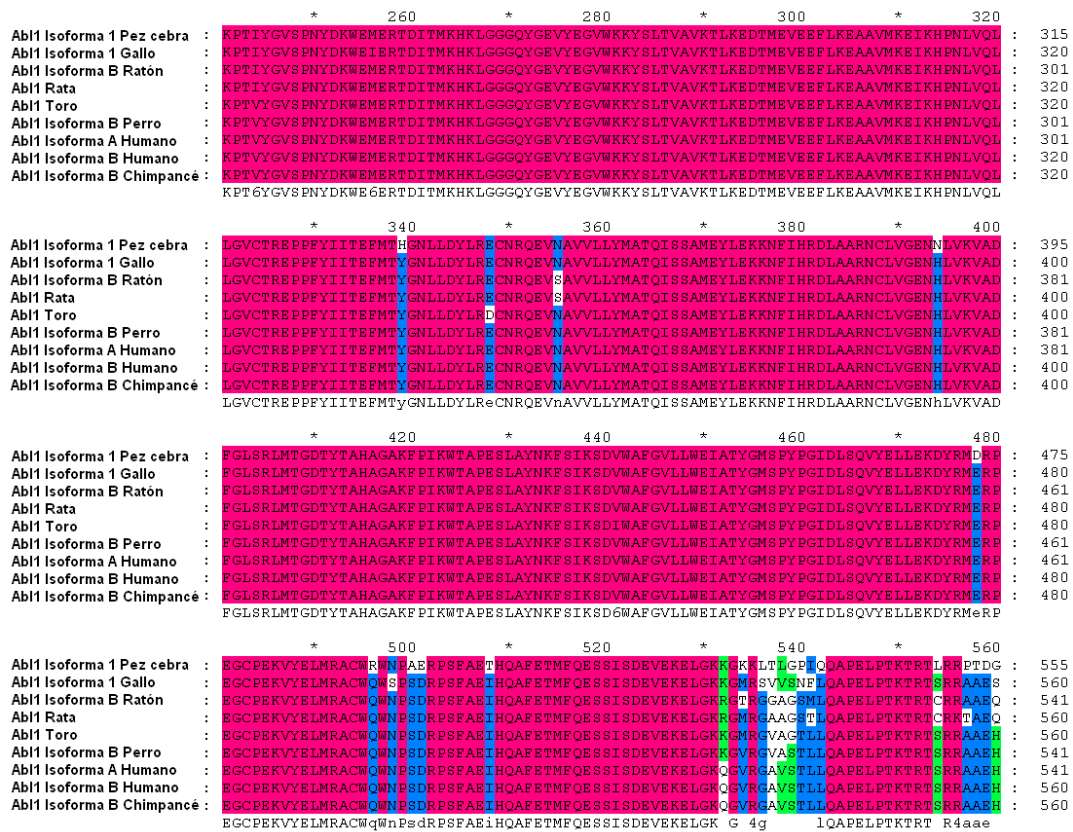 * 260 * 280 * 300 * 320
Abl1 Isoforma 1 Pez cebra : KPTIYGVSPNYDKWEMERTDITMKHKLGGGQYGEVYEGVWKKYSLTVAVKTLKEDTMEVEEFLKEAAVMKEIKHPNLVQL : 315
Abl1 Isoforma 1 Gallo : KPTIYGVSPNYDKWEIERTDITMKHKLGGGQYGEVYEGVWKKYSLTVAVKTLKEDTMEVEEFLKEAAVMKEIKHPNLVQL : 320
Abl1 Isoforma B Ratón : KPTIYGVSPNYDKWEMERTDITMKHKLGGGQYGEVYEGVWKKYSLTVAVKTLKEDTMEVEEFLKEAAVMKEIKHPNLVQL : 301
Abl1 Rata : KPTIYGVSPNYDKWEMERTDITMKHKLGGGQYGEVYEGVWKKYSLTVAVKTLKEDTMEVEEFLKEAAVMKEIKHPNLVQL : 320
Abl1 Toro : KPTVYGVSPNYDKWEMERTDITMKHKLGGGQYGEVYEGVWKKYSLTVAVKTLKEDTMEVEEFLKEAAVMKEIKHPNLVQL : 320
Abl1 Isoforma B Perro : KPTVYGVSPNYDKWEMERTDITMKHKLGGGQYGEVYEGVWKKYSLTVAVKTLKEDTMEVEEFLKEAAVMKEIKHPNLVQL : 301
Abl1 Isoforma A Humano : KPTVYGVSPNYDKWEMERTDITMKHKLGGGQYGEVYEGVWKKYSLTVAVKTLKEDTMEVEEFLKEAAVMKEIKHPNLVQL : 301
Abl1 Isoforma B Humano : KPTVYGVSPNYDKWEMERTDITMKHKLGGGQYGEVYEGVWKKYSLTVAVKTLKEDTMEVEEFLKEAAVMKEIKHPNLVQL : 320
Abl1 Isoforma B Chimpancé : KPTVYGVSPNYDKWEMERTDITMKHKLGGGQYGEVYEGVWKKYSLTVAVKTLKEDTMEVEEFLKEAAVMKEIKHPNLVQL : 320
KPT6YGVSPNYDKWE6ERTDITMKHKLGGGQYGEVYEGVWKKYSLTVAVKTLKEDTMEVEEFLKEAAVMKEIKHPNLVQL
* 340 * 360 * 380 * 400
Abl1 Isoforma 1 Pez cebra : LGVCTREPPFYIITEFMTHGNLLDYLRECNRQEVNAVVLLYMATQISSAMEYLEKKNFIHRDLAARNCLVGENNLVKVAD : 395
Abl1 Isoforma 1 Gallo : LGVCTREPPFYIITEFMTYGNLLDYLRECNRQEVNAVVLLYMATQISSAMEYLEKKNFIHRDLAARNCLVGENHLVKVAD : 400
Abl1 Isoforma B Ratón : LGVCTREPPFYIITEFMTYGNLLDYLRECNRQEVSAVVLLYMATQISSAMEYLEKKNFIHRDLAARNCLVGENHLVKVAD : 381
Abl1 Rata : LGVCTREPPFYIITEFMTYGNLLDYLRECNRQEVSAVVLLYMATQISSAMEYLEKKNFIHRDLAARNCLVGENHLVKVAD : 400
Abl1 Toro : LGVCTREPPFYIITEFMTYGNLLDYLRDCNRQEVNAVVLLYMATQISSAMEYLEKKNFIHRDLAARNCLVGENHLVKVAD : 400
Abl1 Isoforma B Perro : LGVCTREPPFYIITEFMTYGNLLDYLRECNRQEVNAVVLLYMATQISSAMEYLEKKNFIHRDLAARNCLVGENHLVKVAD : 381
Abl1 Isoforma A Humano : LGVCTREPPFYIITEFMTYGNLLDYLRECNRQEVNAVVLLYMATQISSAMEYLEKKNFIHRDLAARNCLVGENHLVKVAD : 381
Abl1 Isoforma B Humano : LGVCTREPPFYIITEFMTYGNLLDYLRECNRQEVNAVVLLYMATQISSAMEYLEKKNFIHRDLAARNCLVGENHLVKVAD : 400
Abl1 Isoforma B Chimpancé : LGVCTREPPFYIITEFMTYGNLLDYLRECNRQEVNAVVLLYMATQISSAMEYLEKKNFIHRDLAARNCLVGENHLVKVAD : 400
LGVCTREPPFYIITEFMTyGNLLDYLReCNRQEVnAVVLLYMATQISSAMEYLEKKNFIHRDLAARNCLVGENhLVKVAD
* 420 * 440 * 460 * 480
Abl1 Isoforma 1 Pez cebra : FGLSRLMTGDTYTAHAGAKFPIKWTAPESLAYNKFSIKSDVWAFGVLLWEIATYGMSPYPGIDLSQVYELLEKDYRMDRP : 475
Abl1 Isoforma 1 Gallo : FGLSRLMTGDTYTAHAGAKFPIKWTAPESLAYNKFSIKSDVWAFGVLLWEIATYGMSPYPGIDLSQVYELLEKDYRMERP : 480
Abl1 Isoforma B Ratón : FGLSRLMTGDTYTAHAGAKFPIKWTAPESLAYNKFSIKSDVWAFGVLLWEIATYGMSPYPGIDLSQVYELLEKDYRMERP : 461
Abl1 Rata : FGLSRLMTGDTYTAHAGAKFPIKWTAPESLAYNKFSIKSDVWAFGVLLWEIATYGMSPYPGIDLSQVYELLEKDYRMERP : 480
Abl1 Toro : FGLSRLMTGDTYTAHAGAKFPIKWTAPESLAYNKFSIKSDIWAFGVLLWEIATYGMSPYPGIDLSQVYELLEKDYRMERP : 480
Abl1 Isoforma B Perro : FGLSRLMTGDTYTAHAGAKFPIKWTAPESLAYNKFSIKSDVWAFGVLLWEIATYGMSPYPGIDLSQVYELLEKDYRMERP : 461
Abl1 Isoforma A Humano : FGLSRLMTGDTYTAHAGAKFPIKWTAPESLAYNKFSIKSDVWAFGVLLWEIATYGMSPYPGIDLSQVYELLEKDYRMERP : 461
Abl1 Isoforma B Humano : FGLSRLMTGDTYTAHAGAKFPIKWTAPESLAYNKFSIKSDVWAFGVLLWEIATYGMSPYPGIDLSQVYELLEKDYRMERP : 480
Abl1 Isoforma B Chimpancé : FGLSRLMTGDTYTAHAGAKFPIKWTAPESLAYNKFSIKSDVWAFGVLLWEIATYGMSPYPGIDLSQVYELLEKDYRMERP : 480
FGLSRLMTGDTYTAHAGAKFPIKWTAPESLAYNKFSIKSD6WAFGVLLWEIATYGMSPYPGIDLSQVYELLEKDYRMeRP
* 500 * 520 * 540 * 560
Abl1 Isoforma 1 Pez cebra : EGCPEKVYELMRACWRWNPAERPSFAETHQAFETMFQESSISDEVEKELGKKGKKLTLGPIQQAPELPTKTRTLRRPTDG : 555
Abl1 Isoforma 1 Gallo : EGCPEKVYELMRACWQWSPSDRPSFAEIHQAFETMFQESSISDEVEKELGKKGMRSVVSNFLQAPELPTKTRTSRRAAES : 560
Abl1 Isoforma B Ratón : EGCPEKVYELMRACWQWNPSDRPSFAEIHQAFETMFQESSISDEVEKELGKRGTRGGAGSMLQAPELPTKTRTCRRAAEQ : 541
Abl1 Rata : EGCPEKVYELMRACWQWNPSDRPSFAEIHQAFETMFQESSISDEVEKELGKRGMRGAAGSTLQAPELPTKTRTCRKTAEQ : 560
Abl1 Toro : EGCPEKVYELMRACWQWNPSDRPSFAEIHQAFETMFQESSISDEVEKELGKKGMRGVAGTLLQAPELPTKTRTSRRAAEH : 560
Abl1 Isoforma B Perro : EGCPEKVYELMRACWQWNPSDRPSFAEIHQAFETMFQESSISDEVEKELGKKGMRGVASTLLQAPELPTKTRTSRRAAEH : 541
Abl1 Isoforma A Humano : EGCPEKVYELMRACWQWNPSDRPSFAEIHQAFETMFQESSISDEVEKELGKQGVRGAVSTLLQAPELPTKTRTSRRAAEH : 541
Abl1 Isoforma B Humano : EGCPEKVYELMRACWQWNPSDRPSFAEIHQAFETMFQESSISDEVEKELGKQGVRGAVSTLLQAPELPTKTRTSRRAAEH : 560
Abl1 Isoforma B Chimpancé : EGCPEKVYELMRACWQWNPSDRPSFAEIHQAFETMFQESSISDEVEKELGKQGVRGAVSTLLQAPELPTKTRTSRRAAEH : 560
EGCPEKVYELMRACWqWnPsdRPSFAEiHQAFETMFQESSISDEVEKELGK G 4g     lQAPELPTKTRT R4aae